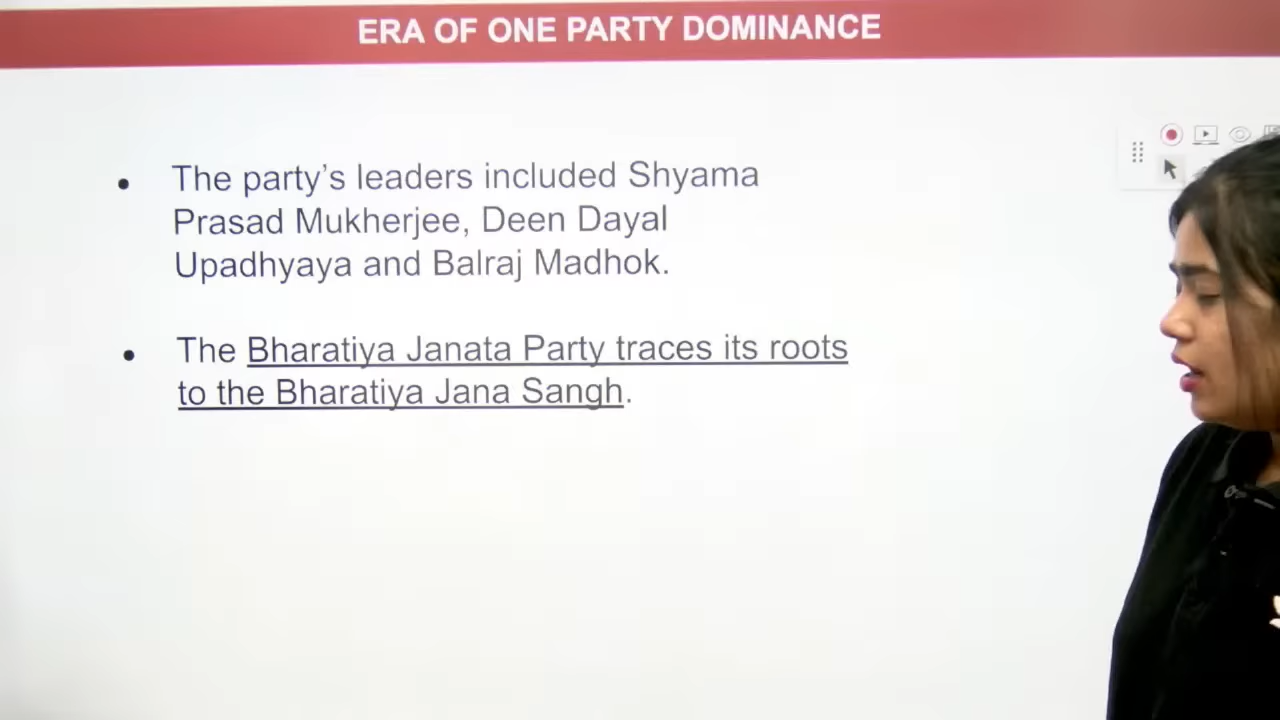 ERA OF ONE PARTY DOMINANCE
• The party's leaders included Shyama
Prasad Mukherjee, Deen Dayal
Upadhyaya and Balraj Madhok.
• The Bharatiya Janata Party traces its roots
to the Bharatiya Jana Sangh.